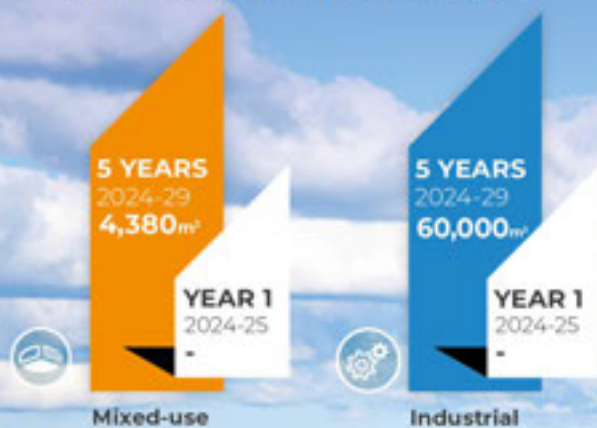 5 YEARS
2024-29
4,380m²
YEAR 1
2024-25
-
Mixed-use
5 YEARS
2024-29
60,000m²
YEAR 1
2024-25
-
Industrial